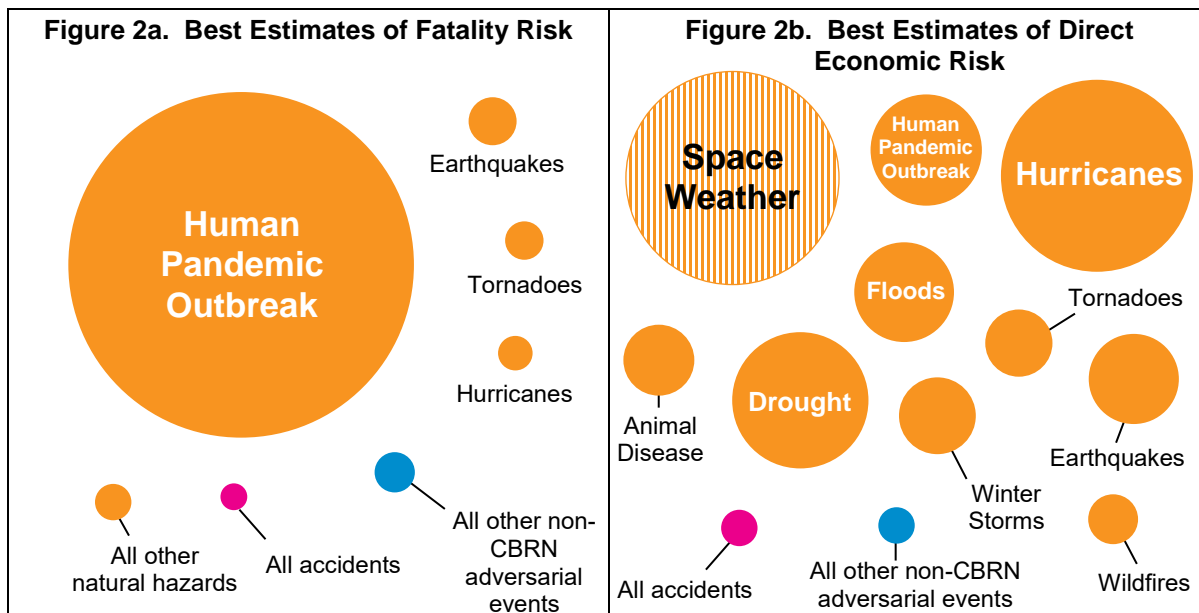 Figure 2a.  Best Estimates of Fatality Risk
Human
Pandemic
Outbreak
Earthquakes
Tornadoes
Hurricanes
All other
natural hazards
All accidents
All other non-
CBRN
adversarial
events
Figure 2b.  Best Estimates of Direct
Economic Risk
Space
Weather
Human
Pandemic
Outbreak
Hurricanes
Floods
Tornadoes
Animal
Disease
Drought
Winter
Storms
Earthquakes
All accidents
All other non-CBRN
adversarial events
Wildfires